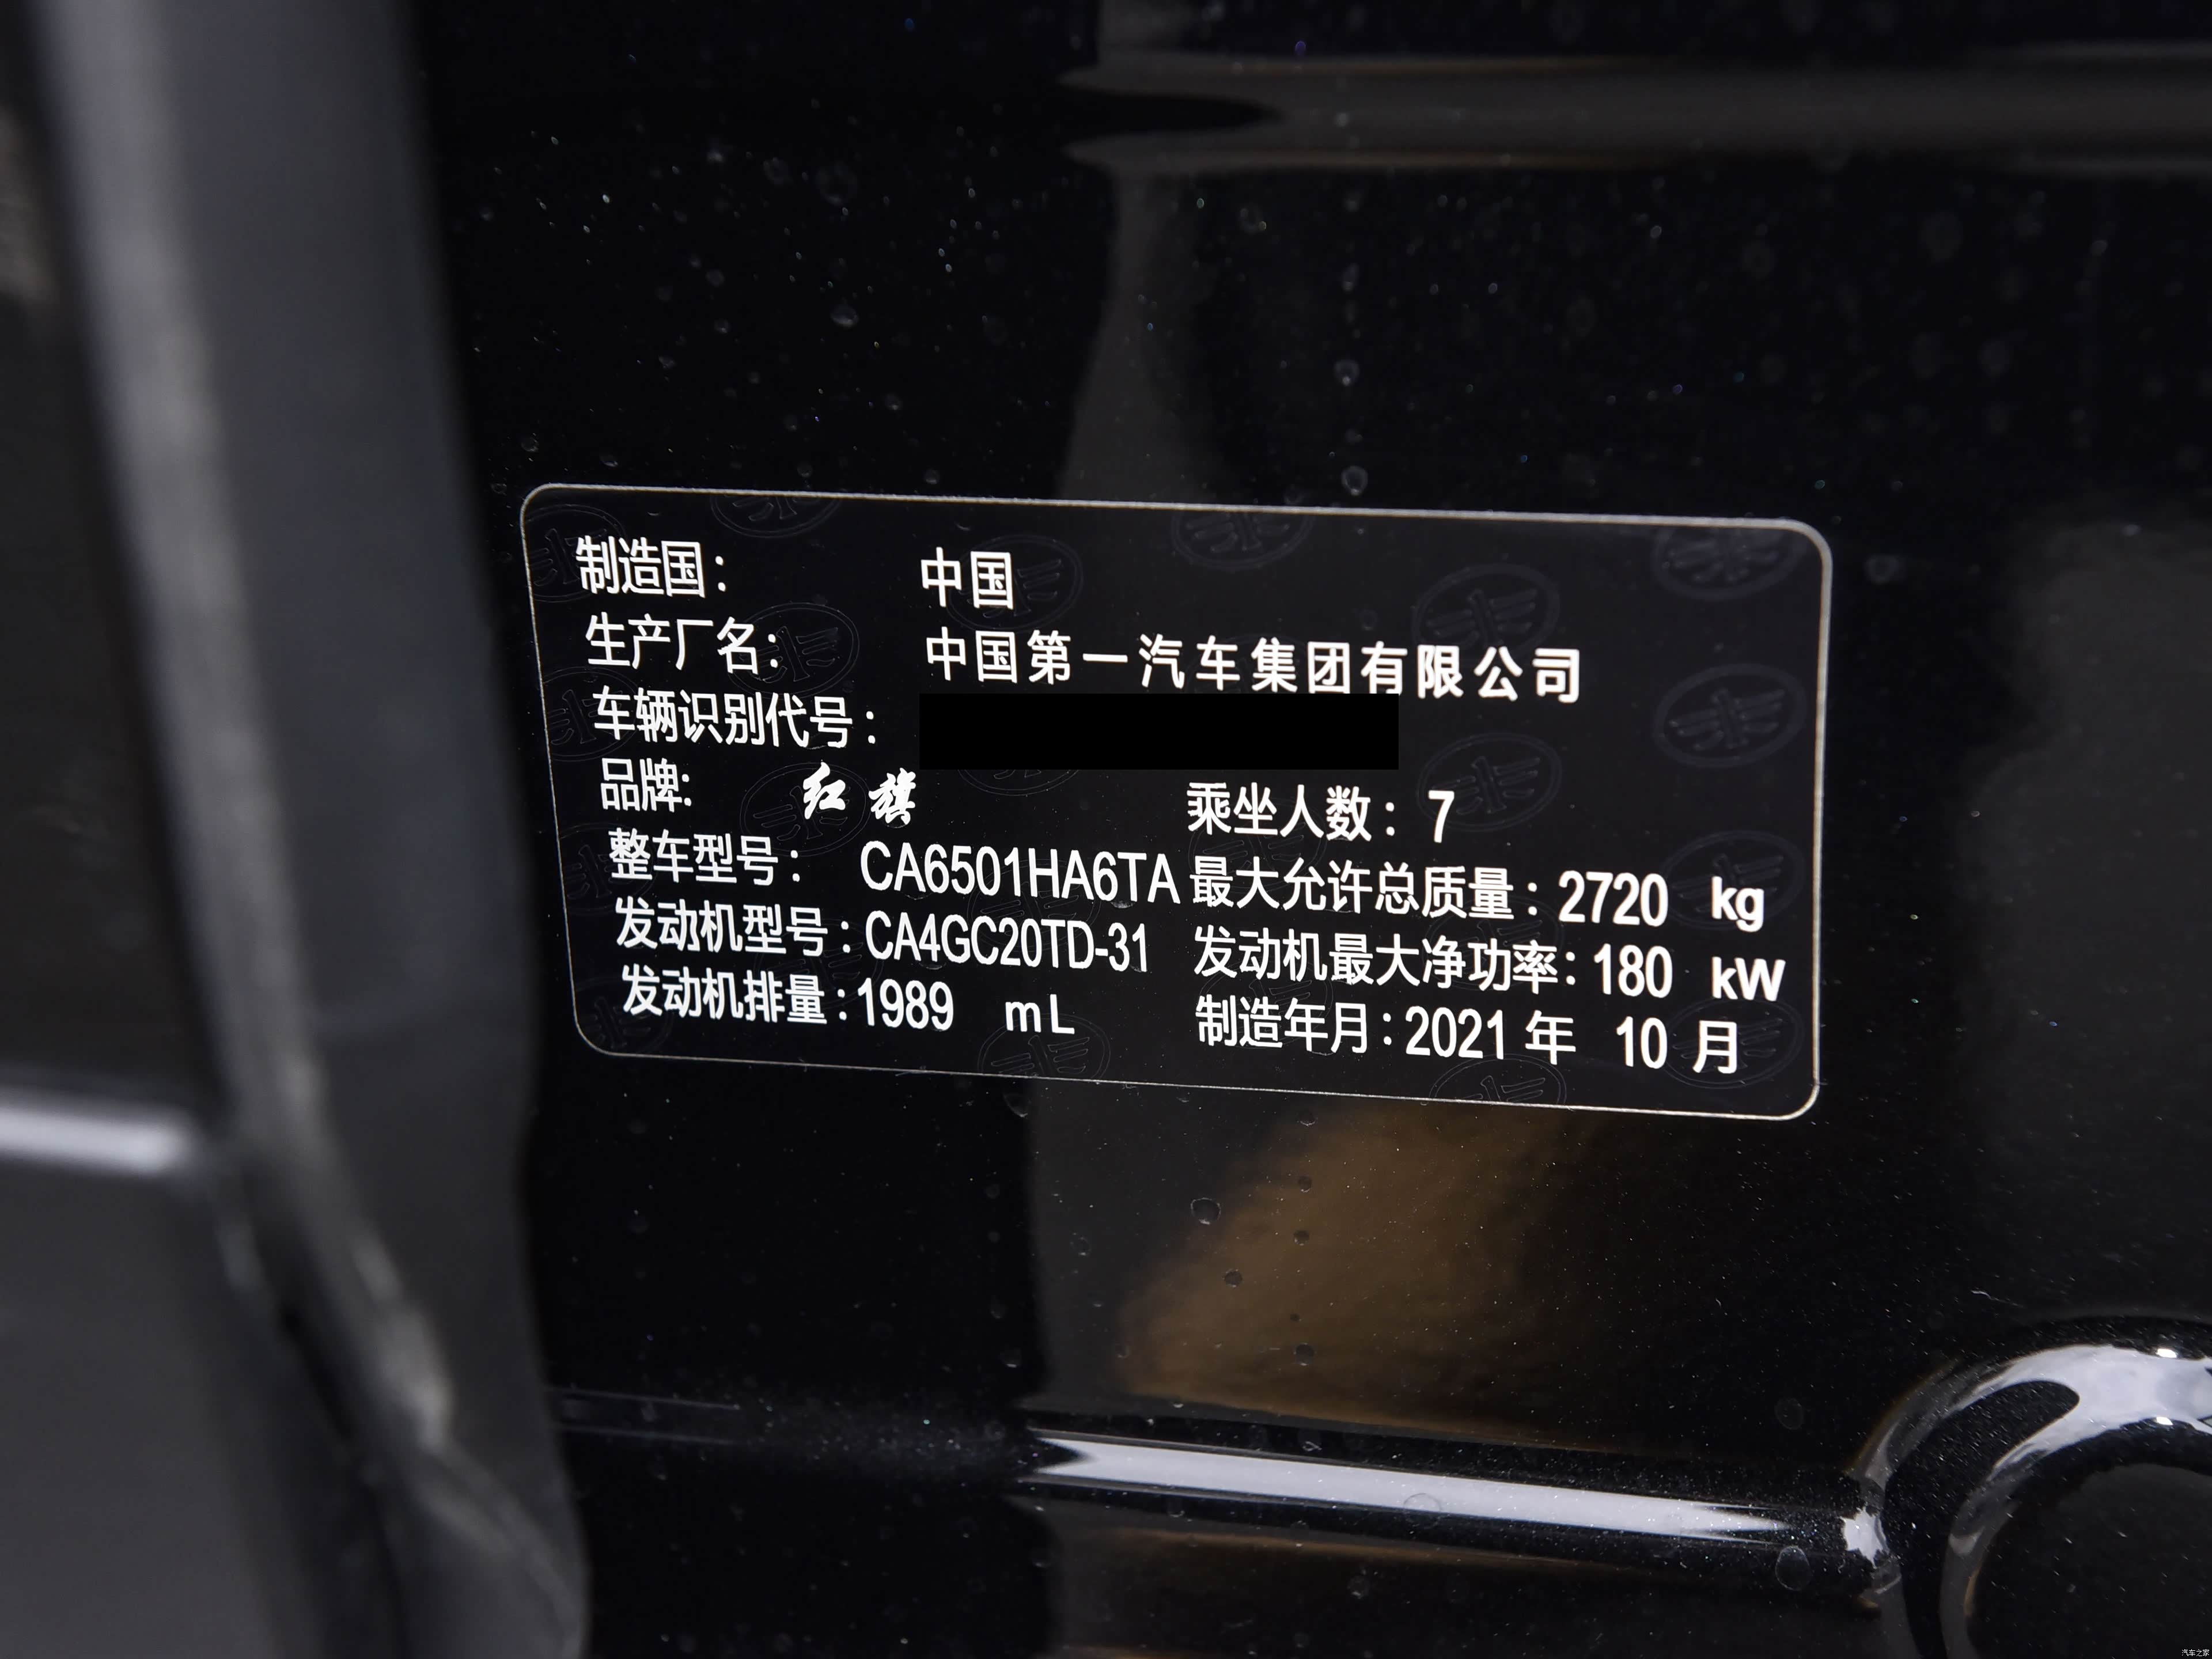 制造国： 中国
生产厂名： 中国第一汽车集团有限公司
车辆识别代号：
品牌: 红旗 乘坐人数： 7
整车型号： CA6501HA6TA 最大允许总质量：2720 kg
发动机型号：CA4GC20TD-31 发动机最大净功率：180 kW
发动机排量：1989 mL 制造年月：2021 年 10 月
汽车之家